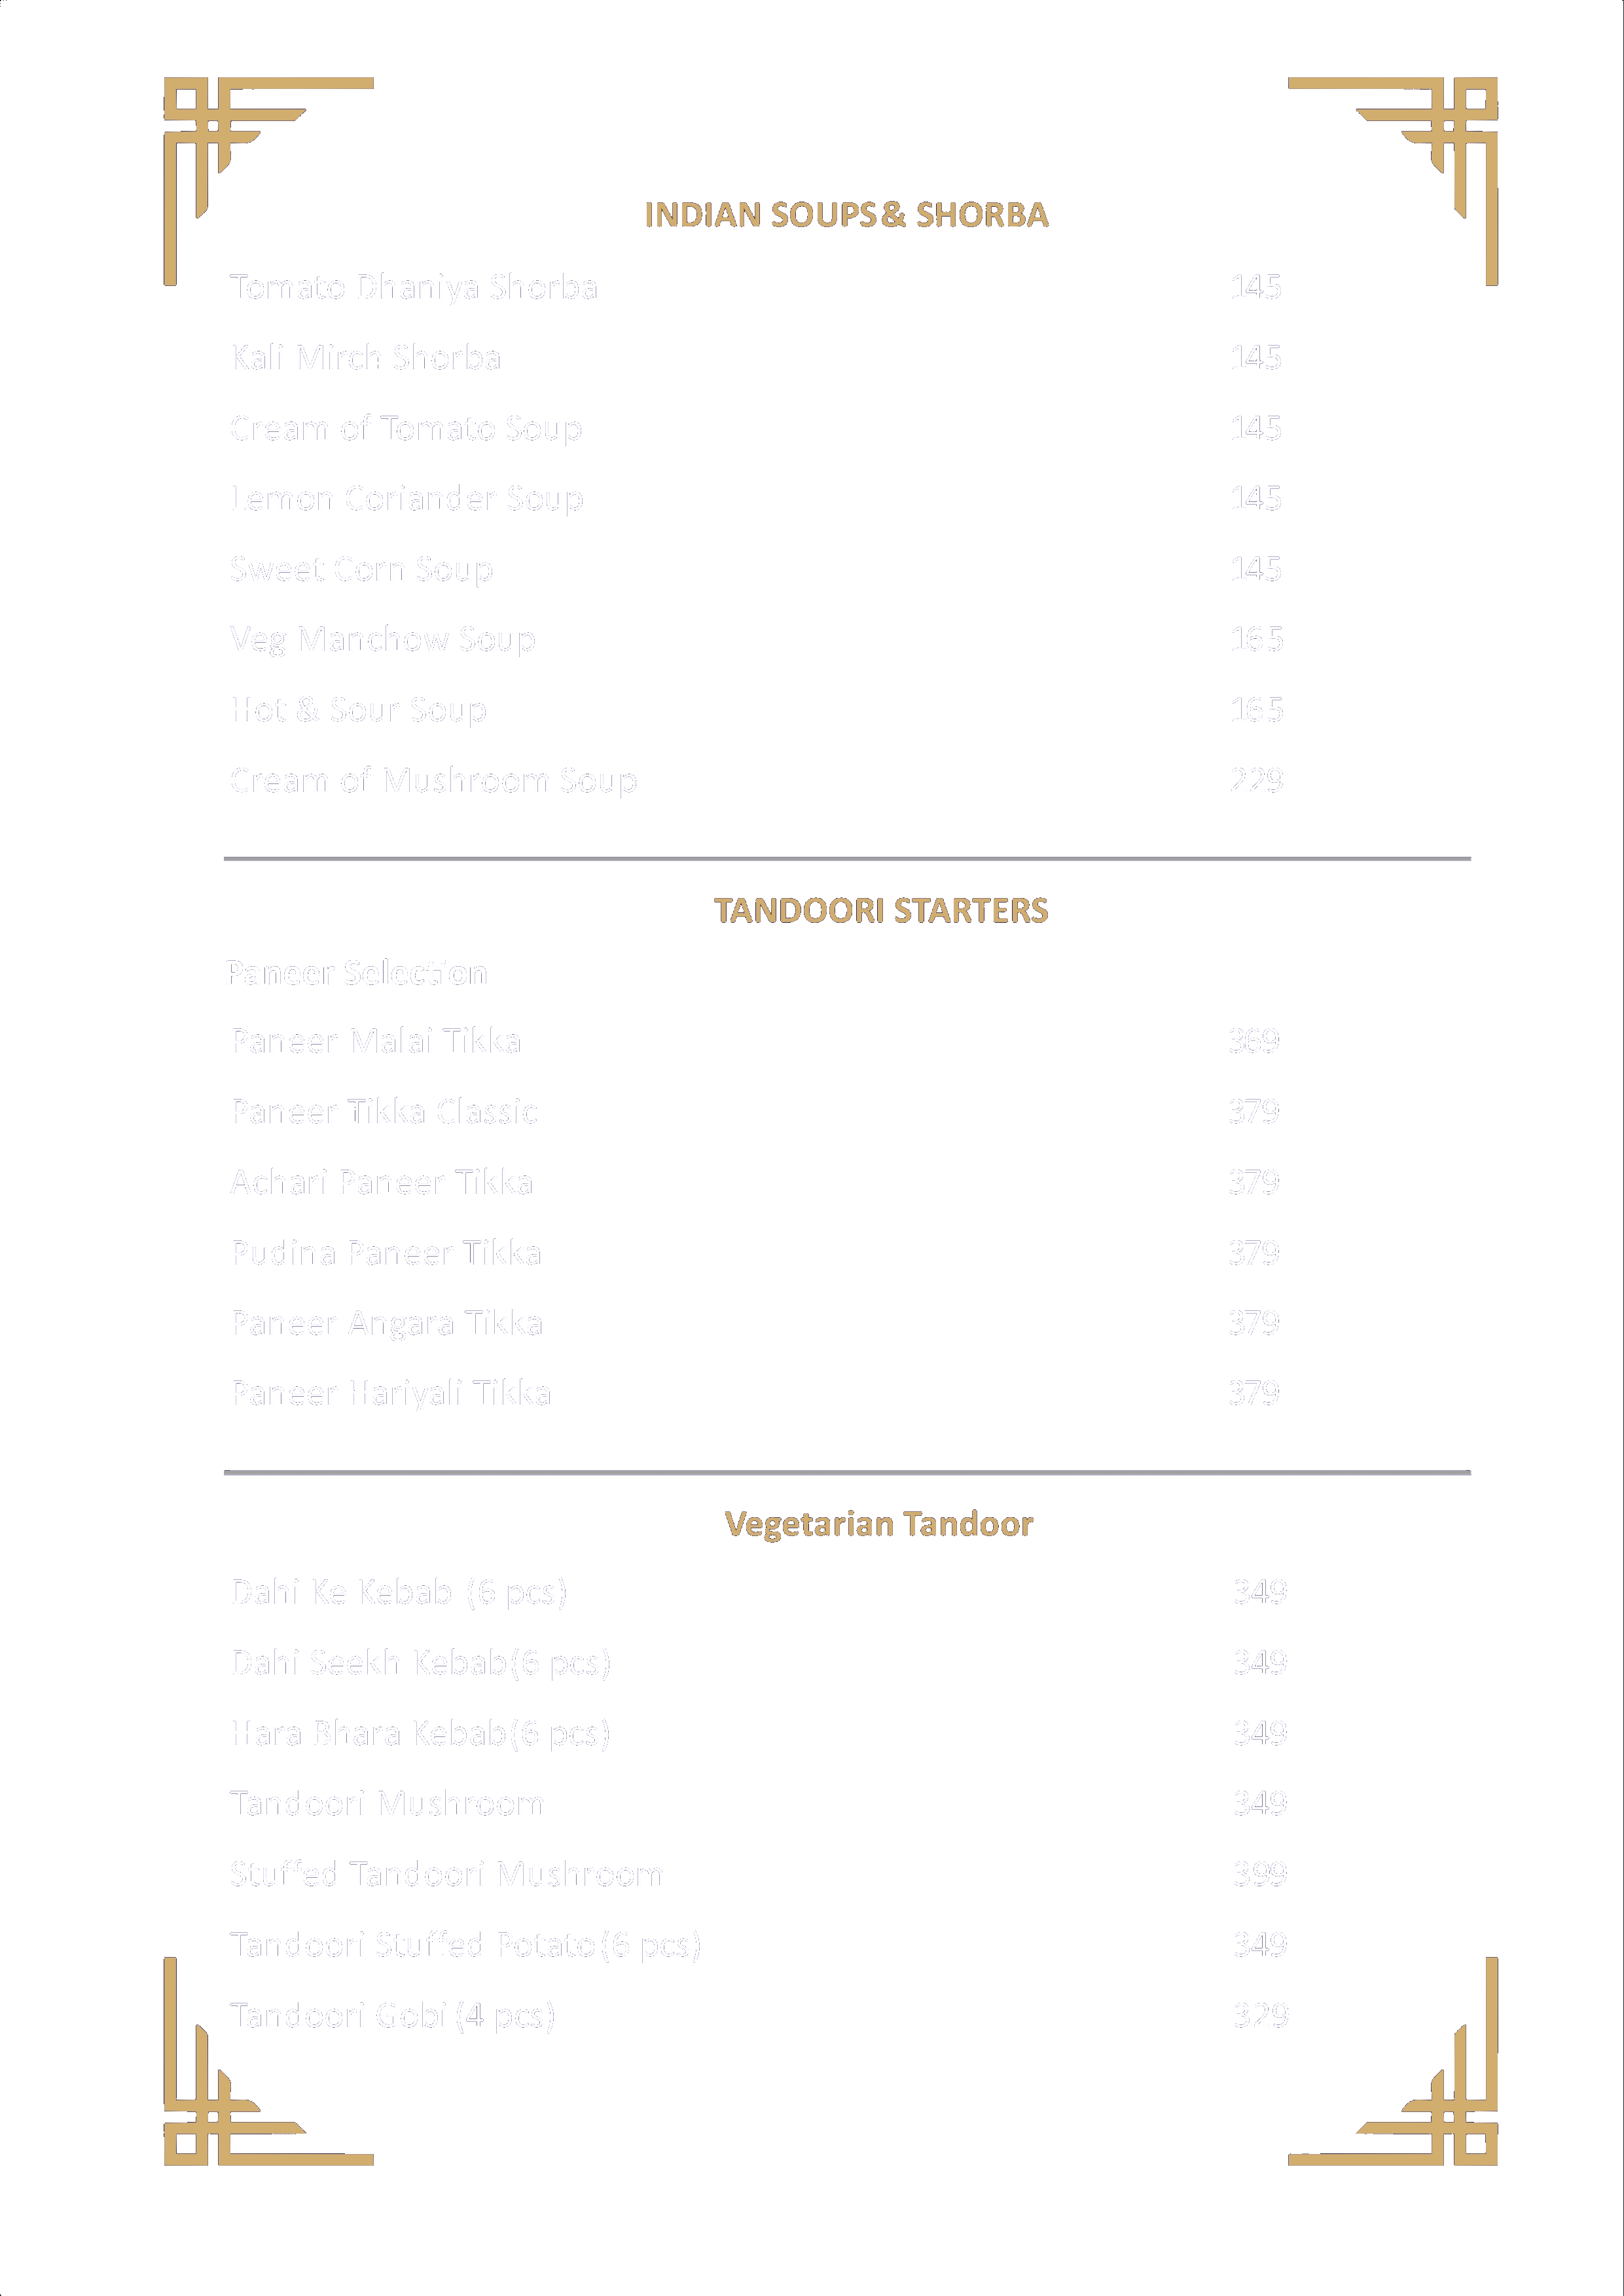 INDIAN SOUPS & SHORBA
Tomato Dhaniya Shorba 145
Kali Mirch Shorba 145
Cream of Tomato Soup 145
Lemon Coriander Soup 145
Sweet Corn Soup 145
Veg Manchow Soup 165
Hot & Sour Soup 165
Cream of Mushroom Soup 229
TANDOORI STARTERS
Paneer Selection
Paneer Malai Tikka 369
Paneer Tikka Classic 379
Achari Paneer Tikka 379
Pudina Paneer Tikka 379
Paneer Angara Tikka 379
Paneer Hariyali Tikka 379
Vegetarian Tandoor
Dahi Ke Kebab (6 pcs) 349
Dahi Seekh Kebab (6 pcs) 349
Hara Bhara Kebab (6 pcs) 349
Tandoori Mushroom 349
Stuffed Tandoori Mushroom 399
Tandoori Stuffed Potato (6 pcs) 349
Tandoori Gobi (4 pcs) 329